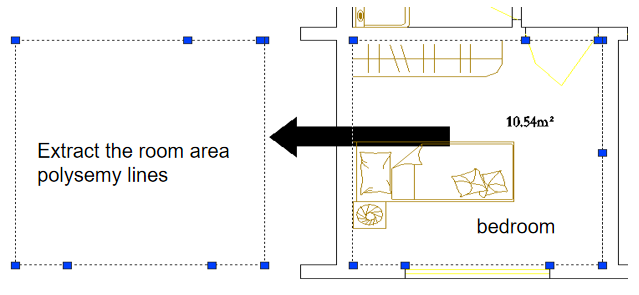 Extract the room area
polysemy lines
10.54m²
bedroom